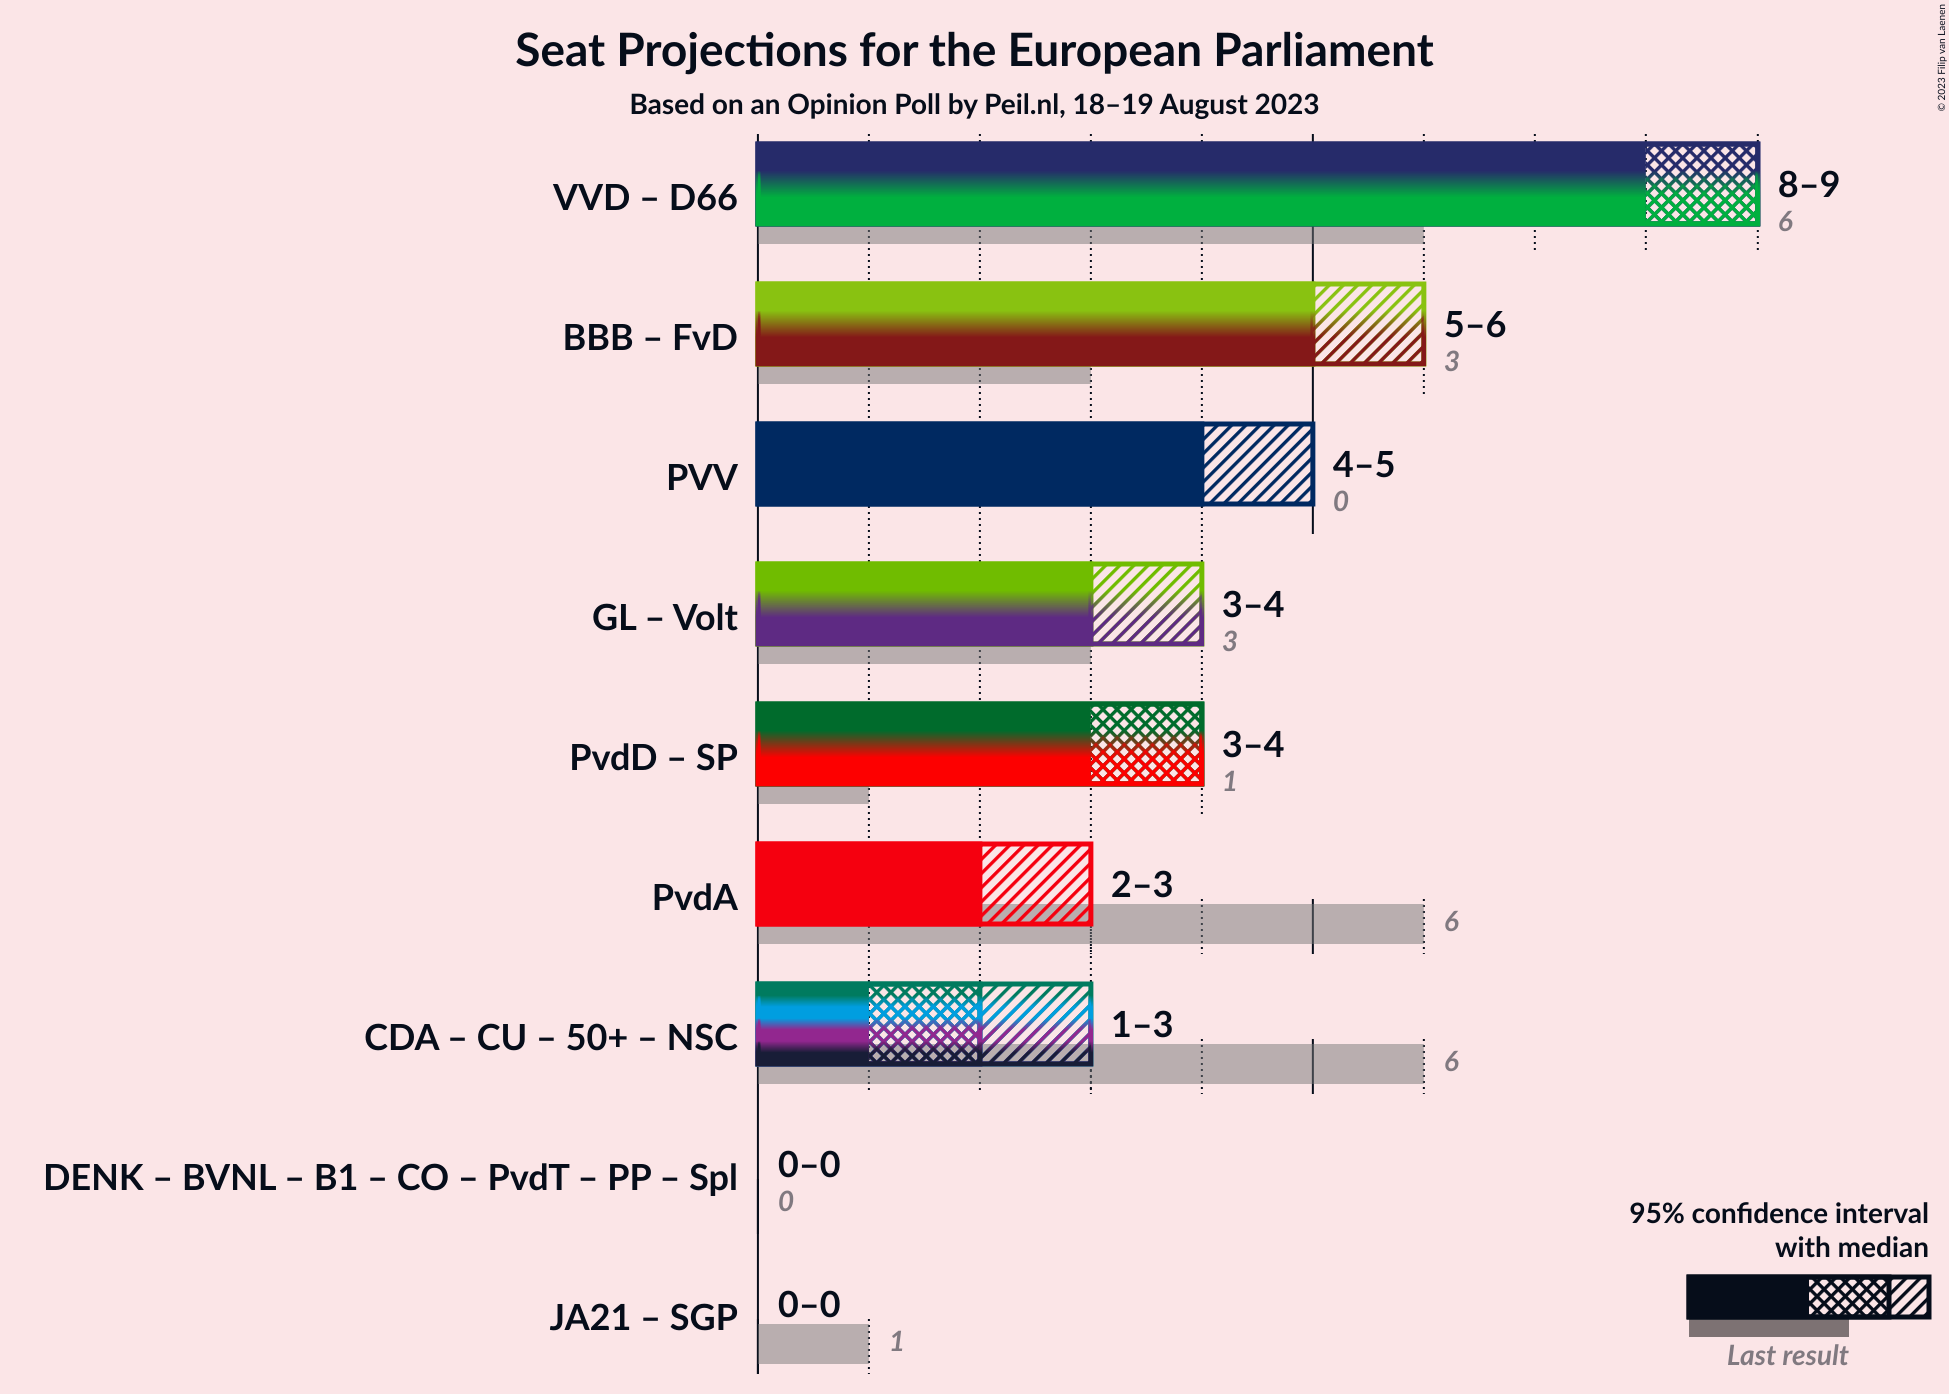 Seat Projections for the European Parliament
Based on an Opinion Poll by Peil.nl, 18–19 August 2023
© 2023 Filip van Laenen
VVD – D66
8–9
6
BBB – FvD
5–6
3
PVV
4–5
0
GL – Volt
3–4
3
PvdD – SP
3–4
1
PvdA
2–3
6
CDA – CU – 50+ – NSC
1–3
6
DENK – BVNL – B1 – CO – PvdT – PP – Spl
0–0
0
JA21 – SGP
0–0
1
95% confidence interval
with median
Last result